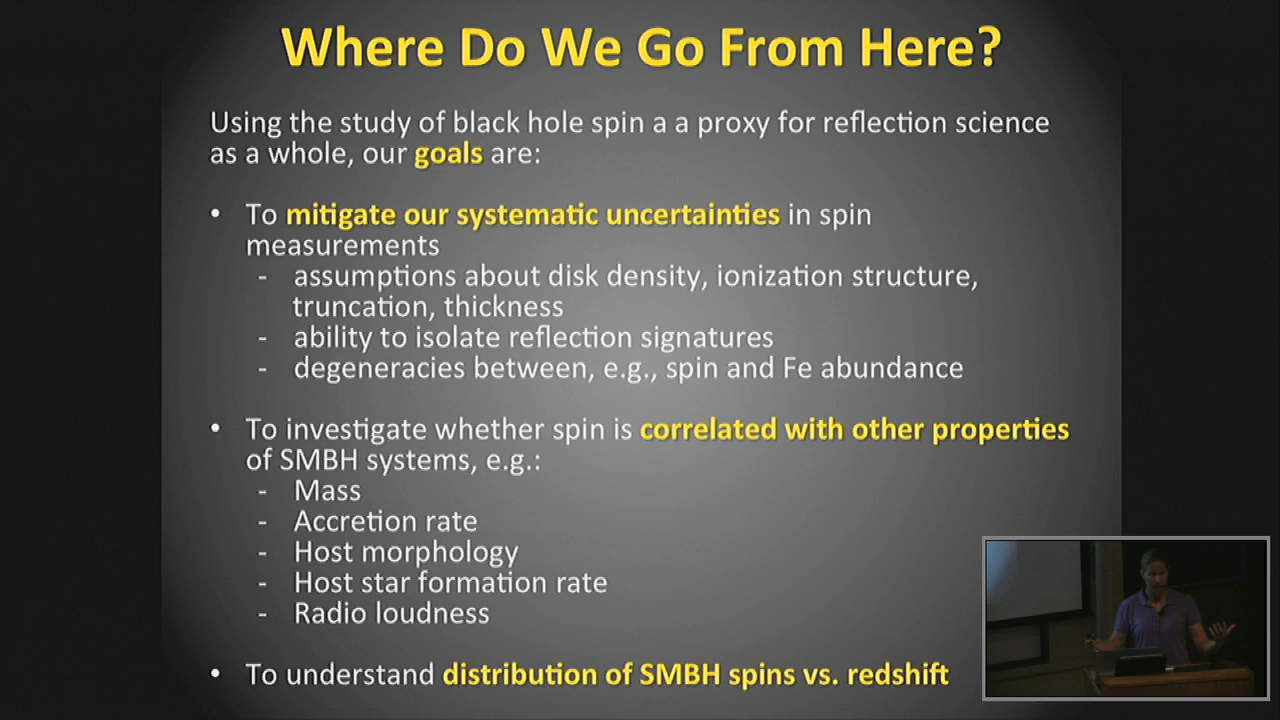 Where Do We Go From Here?
Using the study of black hole spin a a proxy for reflection science
as a whole, our goals are:
• To mitigate our systematic uncertainties in spin
measurements
- assumptions about disk density, ionization structure,
truncation, thickness
- ability to isolate reflection signatures
- degeneracies between, e.g., spin and Fe abundance
• To investigate whether spin is correlated with other properties
of SMBH systems, e.g.:
- Mass
- Accretion rate
- Host morphology
- Host star formation rate
- Radio loudness
• To understand distribution of SMBH spins vs. redshift